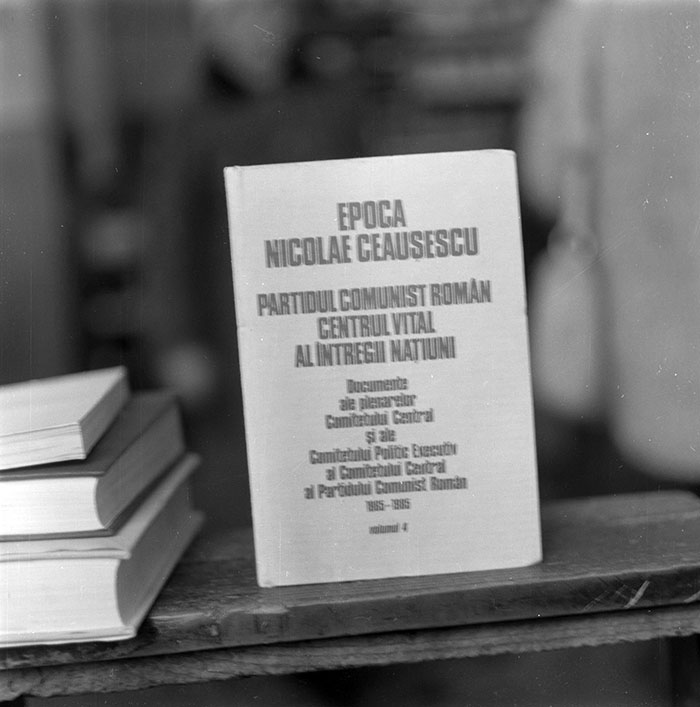 EPOCA
NICOLAE CEAUȘESCU
PARTIDUL COMUNIST ROMÂN
CENTRUL VITAL
AL ÎNTREGII NAȚIUNI
Documente
ale plenarelor
Comitetului Central
și ale
Comitetului Politic Executiv
al Comitetului Central
al Partidului Comunist Român
1965-1985
volumul 4